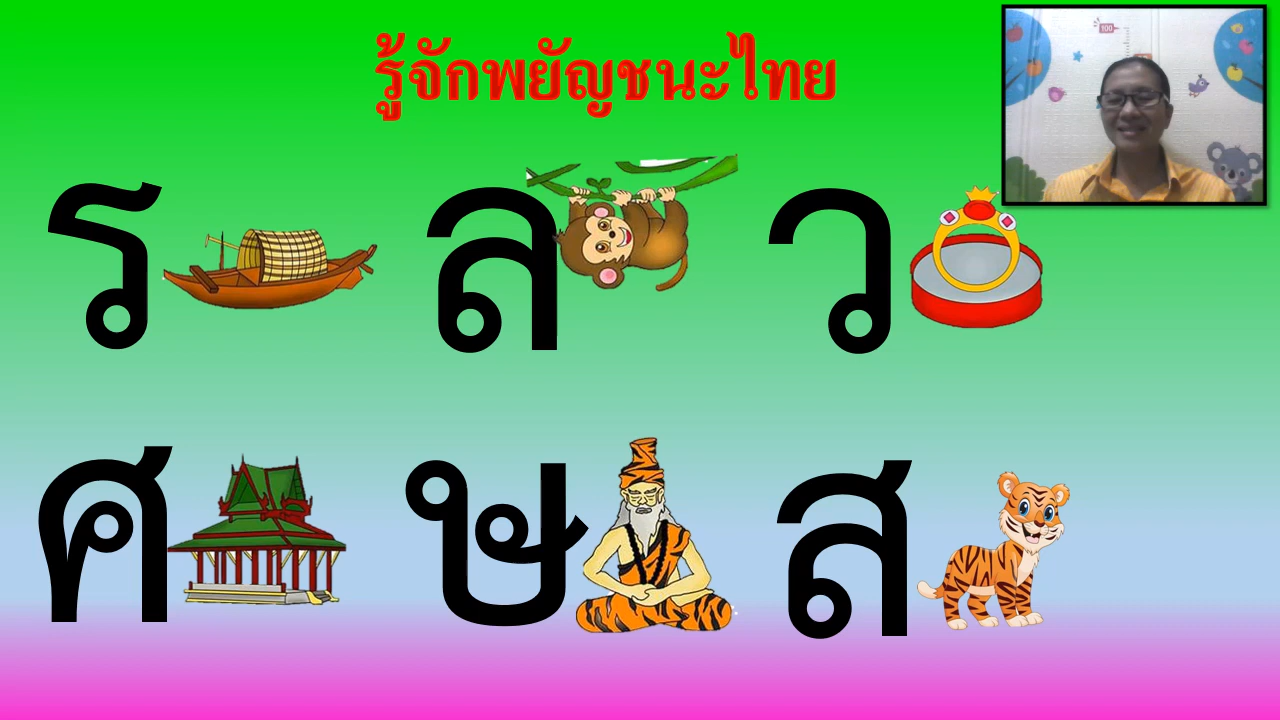 รู้จักพยัญชนะไทย
ร ล ว
ศ ษ ส